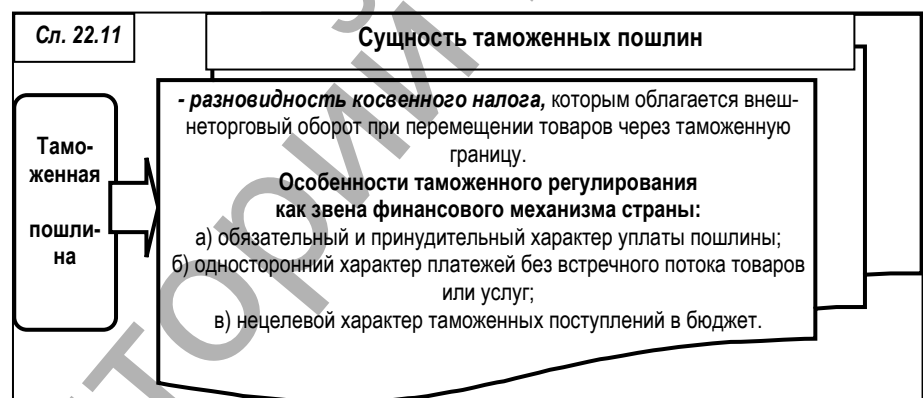 Сл. 22.11
Сущность таможенных пошлин
Тамо-
женная
пошли-
на
- разновидность косвенного налога, которым облагается внеш-
неторговый оборот при перемещении товаров через таможенную
границу.
Особенности таможенного регулирования
как звена финансового механизма страны:
а) обязательный и принудительный характер уплаты пошлины;
б) односторонний характер платежей без встречного потока товаров
или услуг;
в) нецелевой характер таможенных поступлений в бюджет.